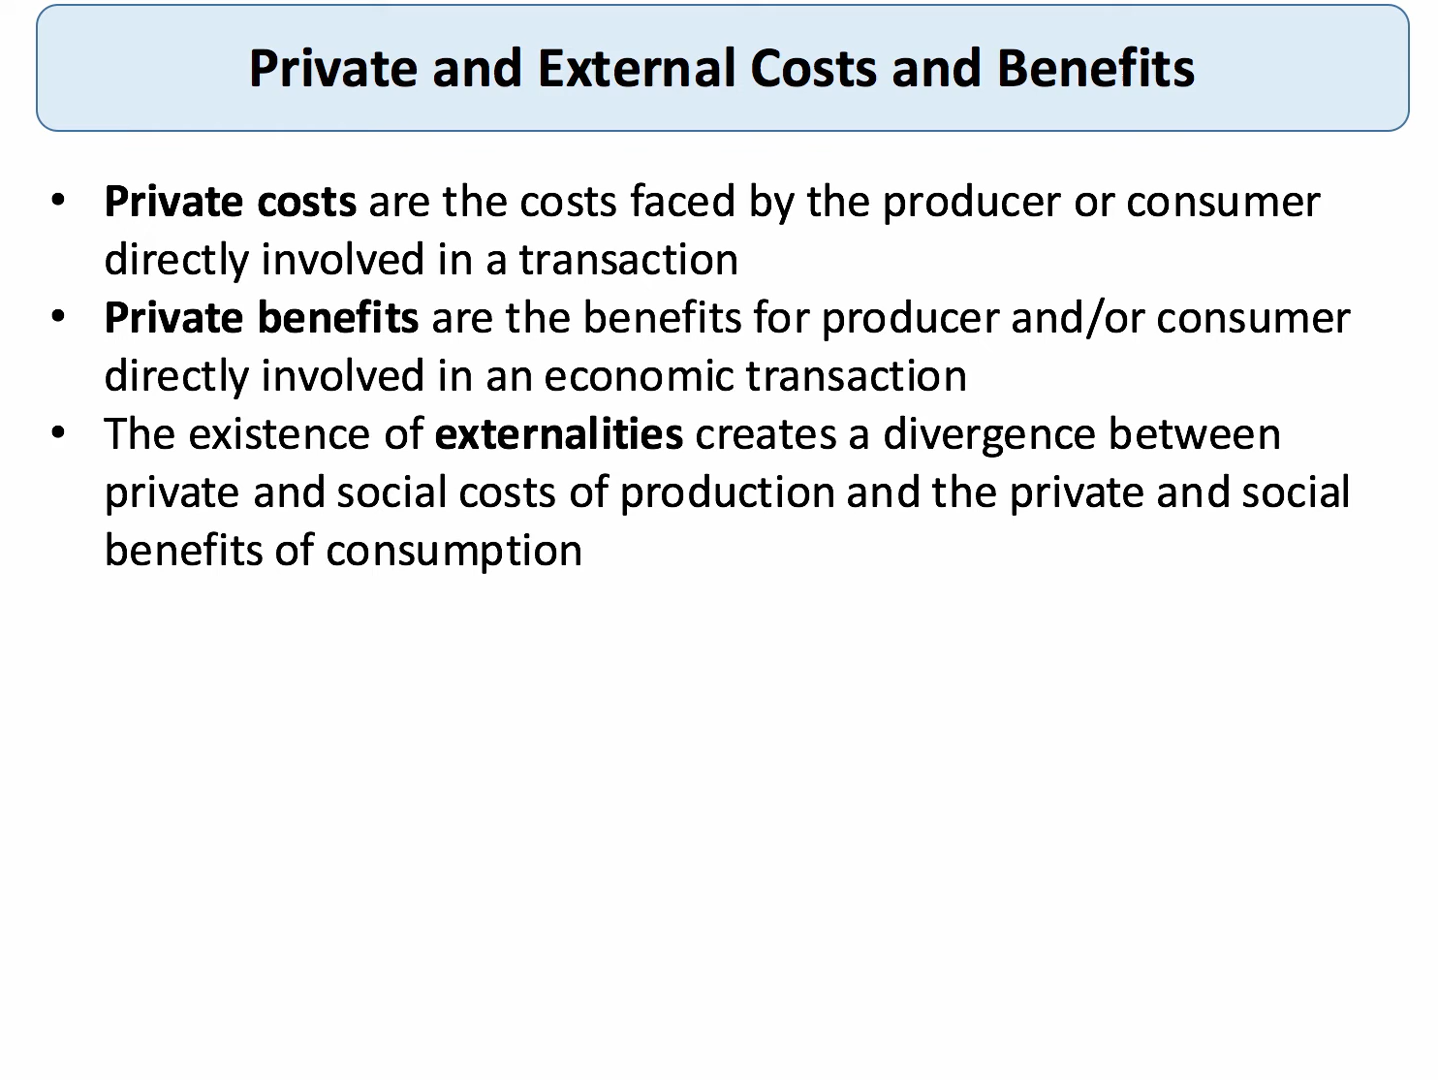 Private and External Costs and Benefits
• Private costs are the costs faced by the producer or consumer
directly involved in a transaction
• Private benefits are the benefits for producer and/or consumer
directly involved in an economic transaction
• The existence of externalities creates a divergence between
private and social costs of production and the private and social
benefits of consumption